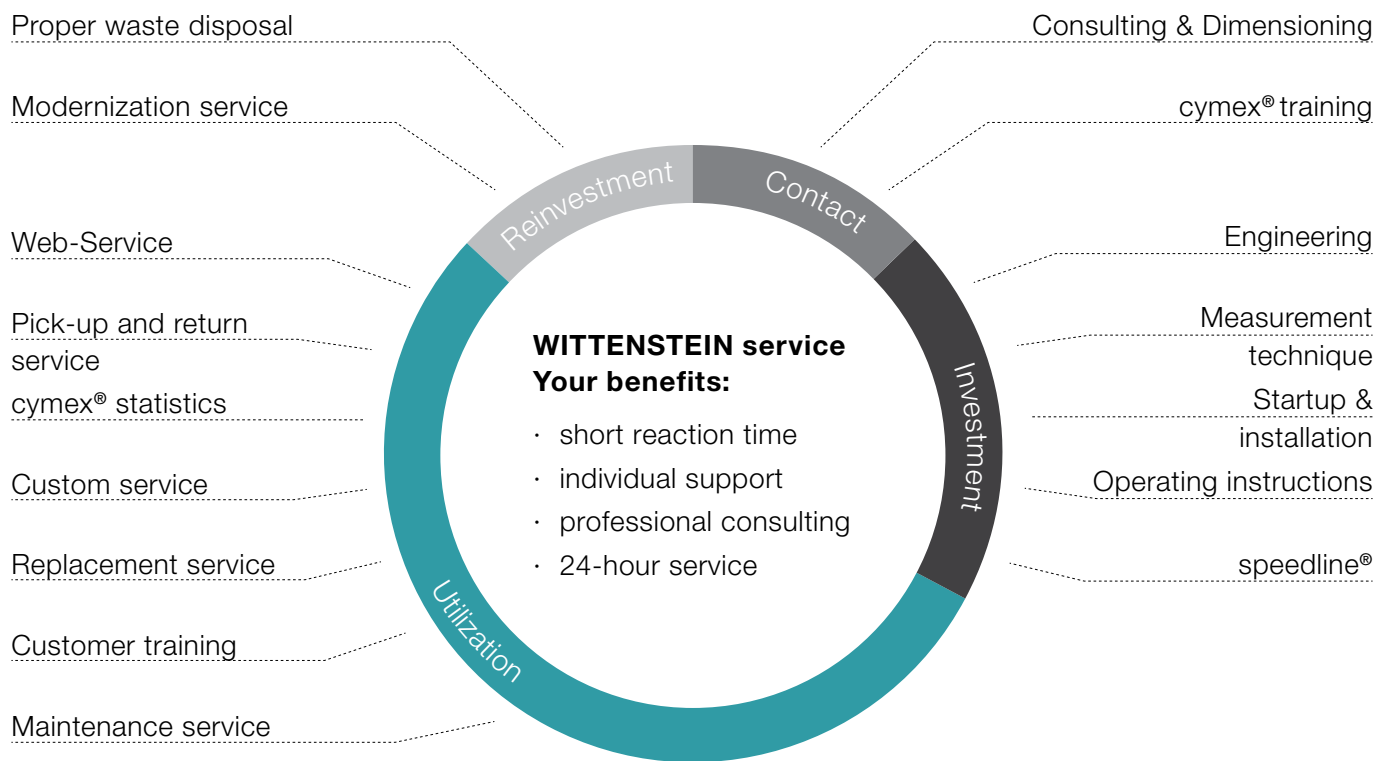 Proper waste disposal
Modernization service
Web-Service
Pick-up and return
service
cymex® statistics
Custom service
Replacement service
Customer training
Maintenance service
Reinvestment
Contact
Investment
Utilization
WITTENSTEIN service
Your benefits:
· short reaction time
· individual support
· professional consulting
· 24-hour service
Consulting & Dimensioning
cymex® training
Engineering
Measurement
technique
Startup &
installation
Operating instructions
speedline®